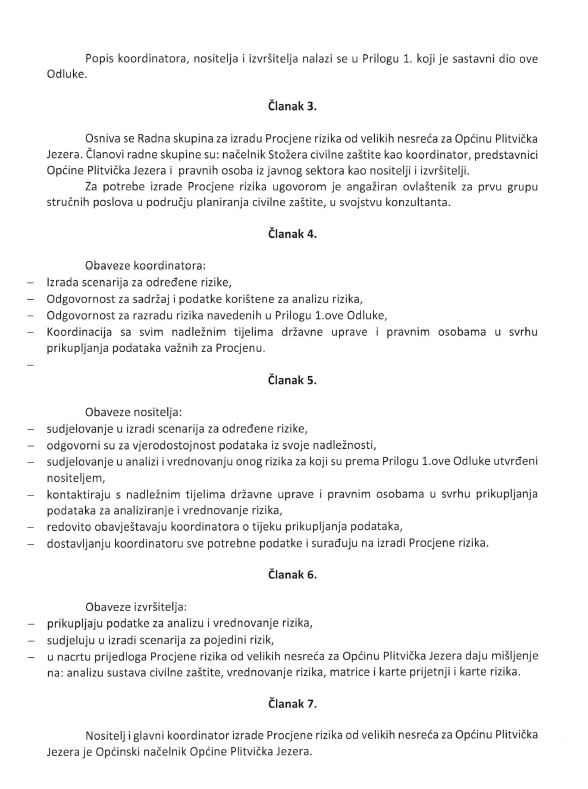 Popis koordinatora, nositelja i izvršitelja nalazi se u Prilogu 1. koji je sastavni dio ove
Odluke.
Članak 3.
Osniva se Radna skupina za izradu Procjene rizika od velikih nesreća za Općinu Plitvička
Jezera. Članovi radne skupine su: načelnik Stožera civilne zaštite kao koordinator, predstavnici
Općine Plitvička Jezera i pravnih osoba iz javnog sektora kao nositelji i izvršitelji.
Za potrebe izrade Procjene rizika ugovorom je angažiran ovlaštenik za prvu grupu
stručnih poslova u području planiranja civilne zaštite, u svojstvu konzultanta.
Članak 4.
Obaveze koordinatora:
– Izrada scenarija za određene rizike,
– Odgovornost za sadržaj i podatke korištene za analizu rizika,
– Odgovornost za razradu rizika navedenih u Prilogu 1.ove Odluke,
– Koordinacija sa svim nadležnim tijelima državne uprave i pravnim osobama u svrhu
prikupljanja podataka važnih za Procjenu.
–
Članak 5.
Obaveze nositelja:
– sudjelovanje u izradi scenarija za određene rizike,
– odgovorni su za vjerodostojnost podataka iz svoje nadležnosti,
– sudjelovanje u analizi i vrednovanju onog rizika za koji su prema Prilogu 1.ove Odluke utvrđeni
nositeljem,
– kontaktiraju s nadležnim tijelima državne uprave i pravnim osobama u svrhu prikupljanja
podataka za analiziranje i vrednovanje rizika,
– redovito obavještavaju koordinatora o tijeku prikupljanja podataka,
– dostavljanju koordinatoru sve potrebne podatke i surađuju na izradi Procjene rizika.
Članak 6.
Obaveze izvršitelja:
– prikupljaju podatke za analizu i vrednovanje rizika,
– sudjeluju u izradi scenarija za pojedini rizik,
– u nacrtu prijedloga Procjene rizika od velikih nesreća za Općinu Plitvička Jezera daju mišljenje
na: analizu sustava civilne zaštite, vrednovanje rizika, matrice i karte prijetnji i karte rizika.
Članak 7.
Nositelj i glavni koordinator izrade Procjene rizika od velikih nesreća za Općinu Plitvička
Jezera je Općinski načelnik Općine Plitvička Jezera.